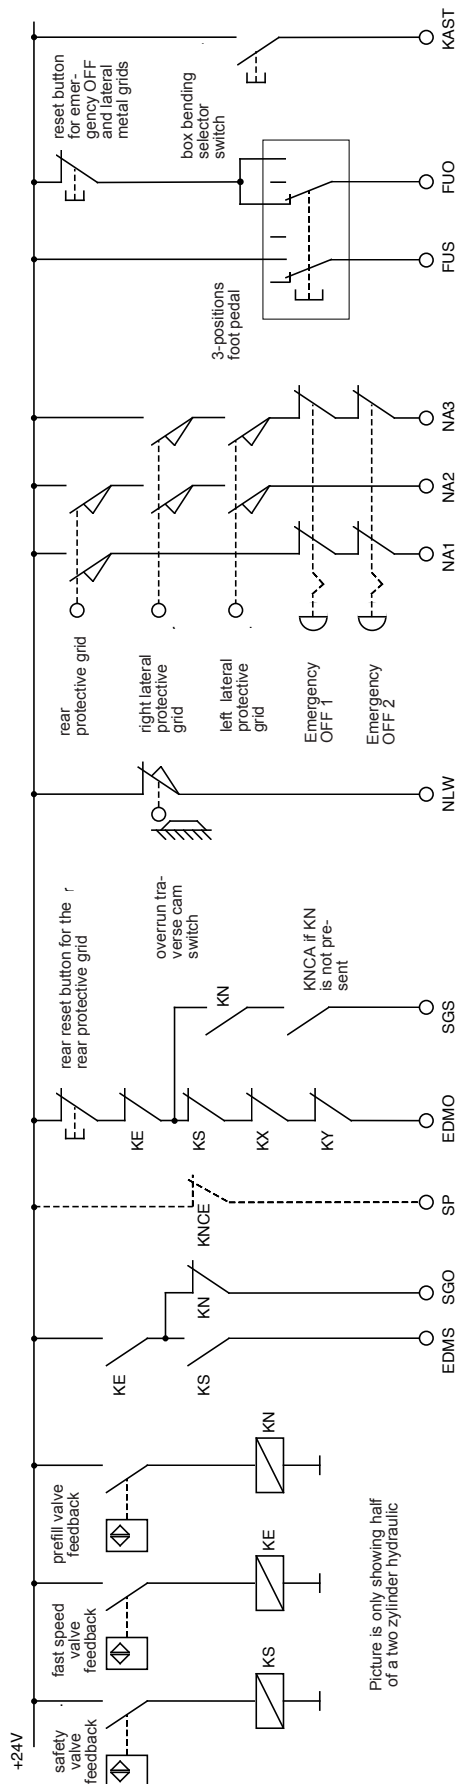 +24V
safety
valve
feedback
fast speed
valve
feedback
prefill valve
feedback
KS
KE
KN
Picture is only showing half
of a two zylinder hydraulic
KE
KS
KN
EDMS
SGO
KNCE
SP
rear reset button for the
rear protective grid
KE
KS
KX
KY
KN
KNCA if KN
is not pre-
sent
EDMO
SGS
overrun tra-
verse cam
switch
NLW
rear
protective grid
right lateral
protective
grid
left lateral
protective
grid
Emergency
OFF 1
Emergency
OFF 2
NA1
NA2
NA3
3-positions
foot pedal
reset button
for emer-
gency OFF
and lateral
metal grids
box bending
selector
switch
FUS
FUO
KAST